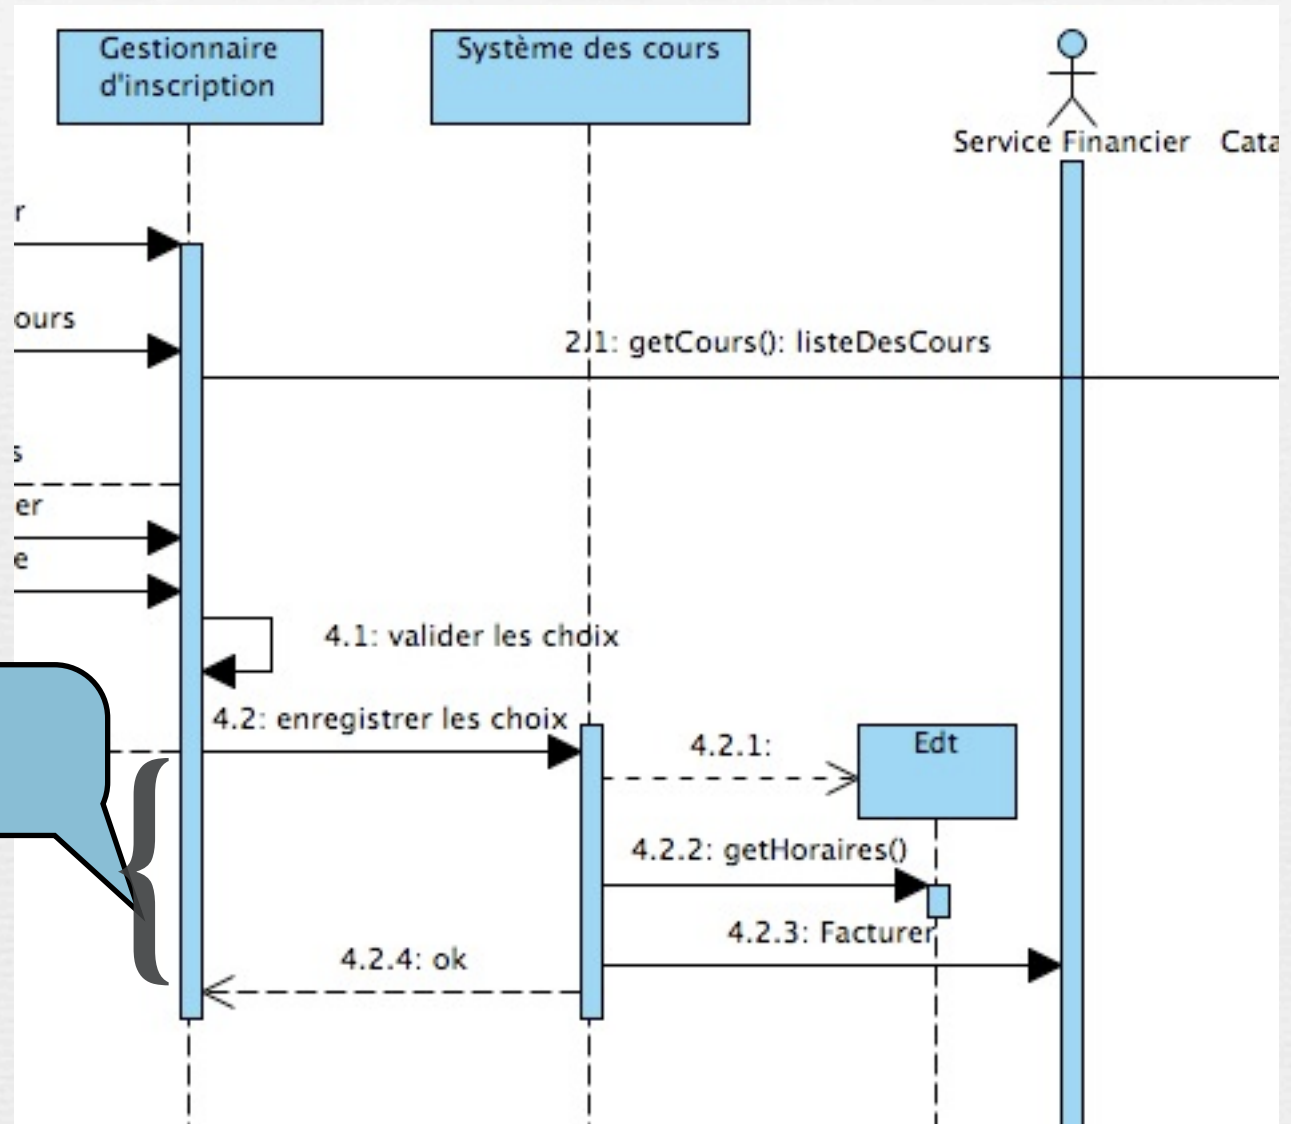 Gestionnaire
d'inscription
Système des cours
Service Financier
Cata
r
ours
2.1: getCours(): listeDesCours
s
er
e
4.1: valider les choix
4.2: enregistrer les choix
4.2.1:
Edt
4.2.2: getHoraires()
4.2.3: Facturer
4.2.4: ok